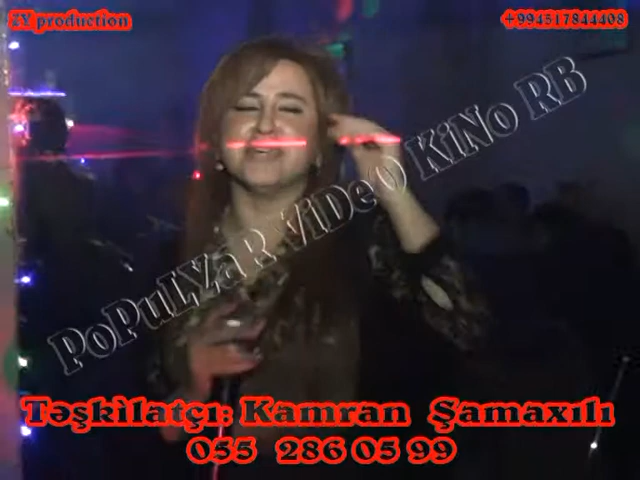 ZY production
+994517844408
PoPuLYaR ViDeO KiNo RB
Təşkilatçı: Kamran Şamaxılı
055 286 05 99